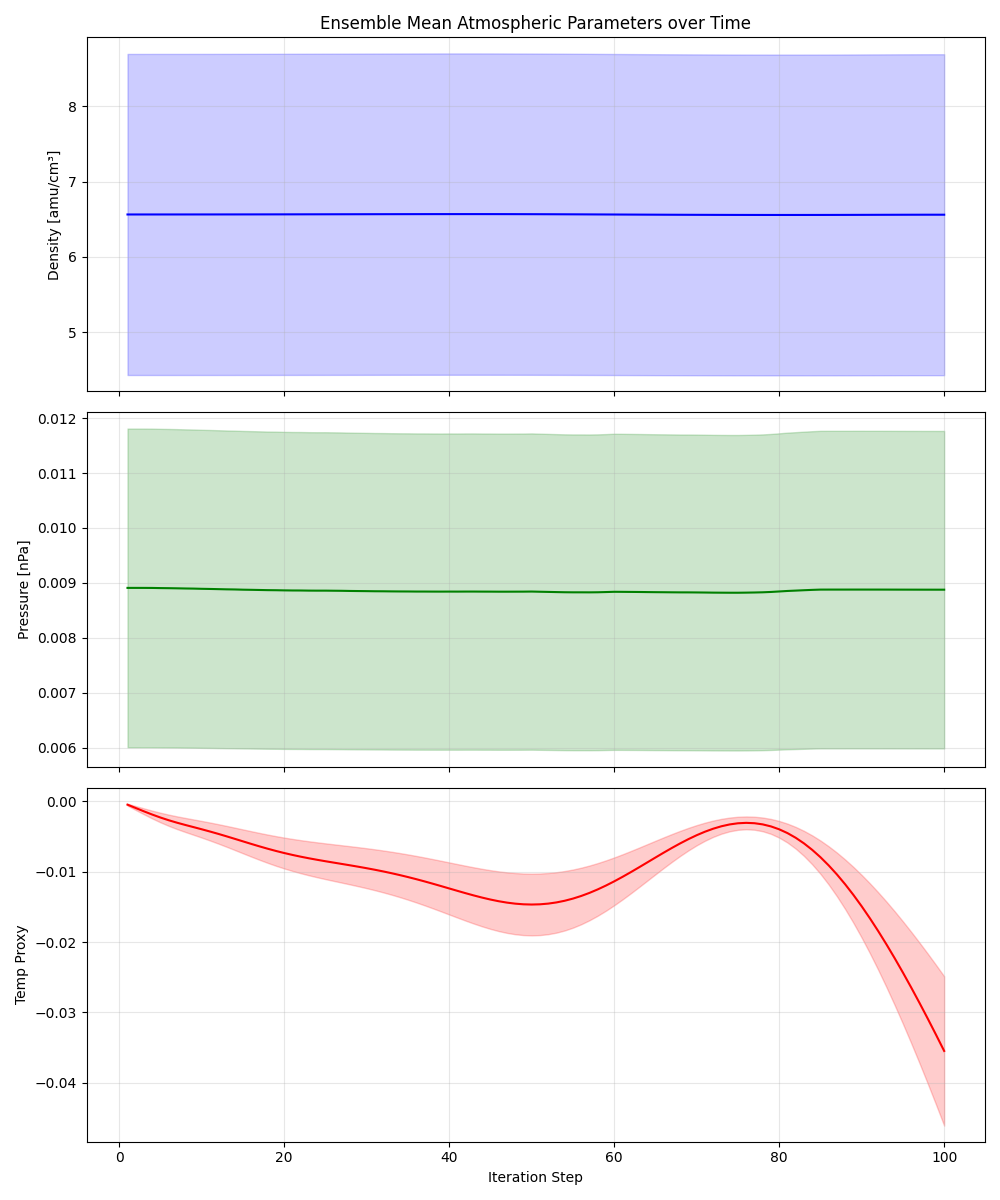 Ensemble Mean Atmospheric Parameters over Time
Density [amu/cm³]
8
7
6
5
Pressure [nPa]
0.012
0.011
0.010
0.009
0.008
0.007
0.006
Temp Proxy
0.00
−0.01
−0.02
−0.03
−0.04
0 20 40 60 80 100
Iteration Step